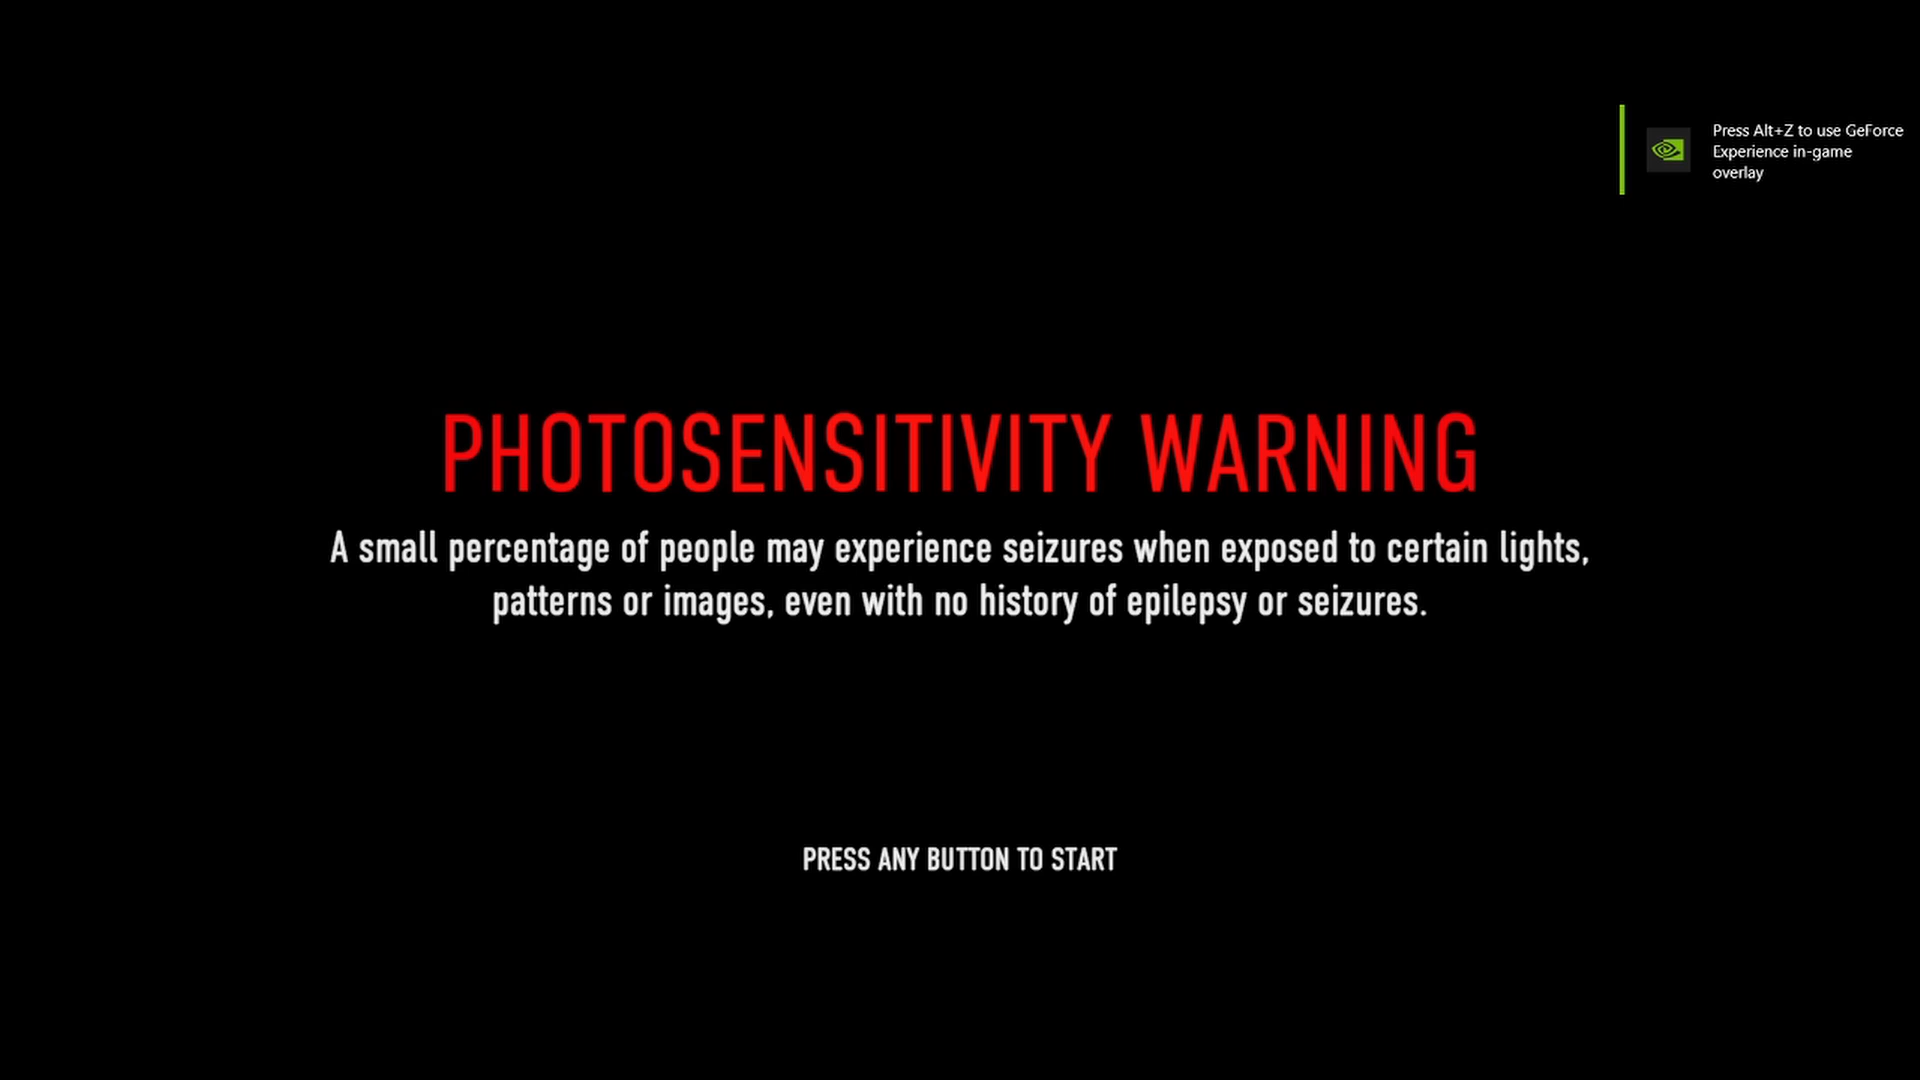 Press Alt+Z to use GeForce
Experience in-game
overlay
PHOTOSENSITIVITY WARNING
A small percentage of people may experience seizures when exposed to certain lights,
patterns or images, even with no history of epilepsy or seizures.
PRESS ANY BUTTON TO START